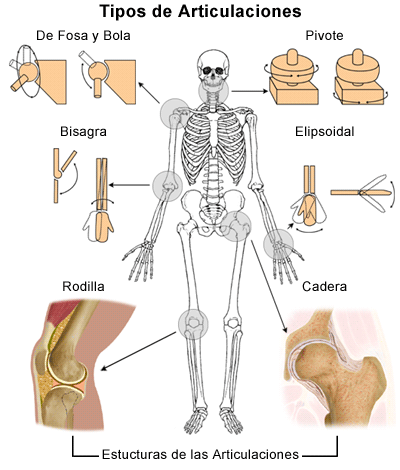 Tipos de Articulaciones
De Fosa y Bola
Pivote
Bisagra
Elipsoidal
Rodilla
Cadera
Estucturas de las Articulaciones